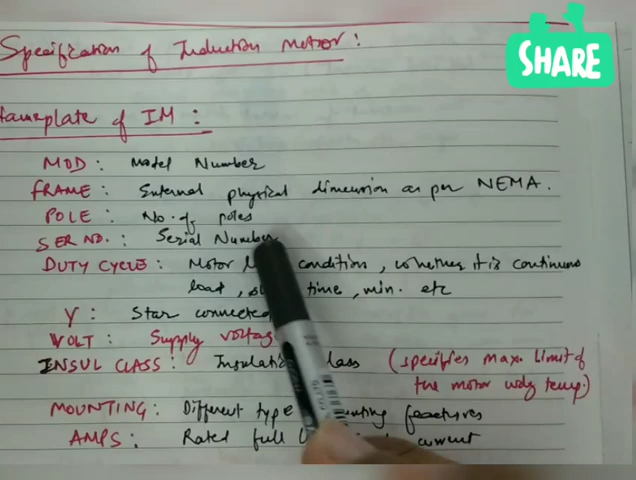 Specification of Induction Motor :
SHARE
Nameplate of IM :
MOD : Model Number
FRAME : External physical dimension as per NEMA.
POLE : No. of poles
SER NO. : Serial Number
DUTY CYCLE : Motor condition , whether it is continuous
load , time , min. etc
Y : Star connected
VOLT : Supply voltag
INSUL CLASS : Insulation class (specifies max. limit of
the motor wdg temp.)
MOUNTING : Different type features
AMPS : Rated full current